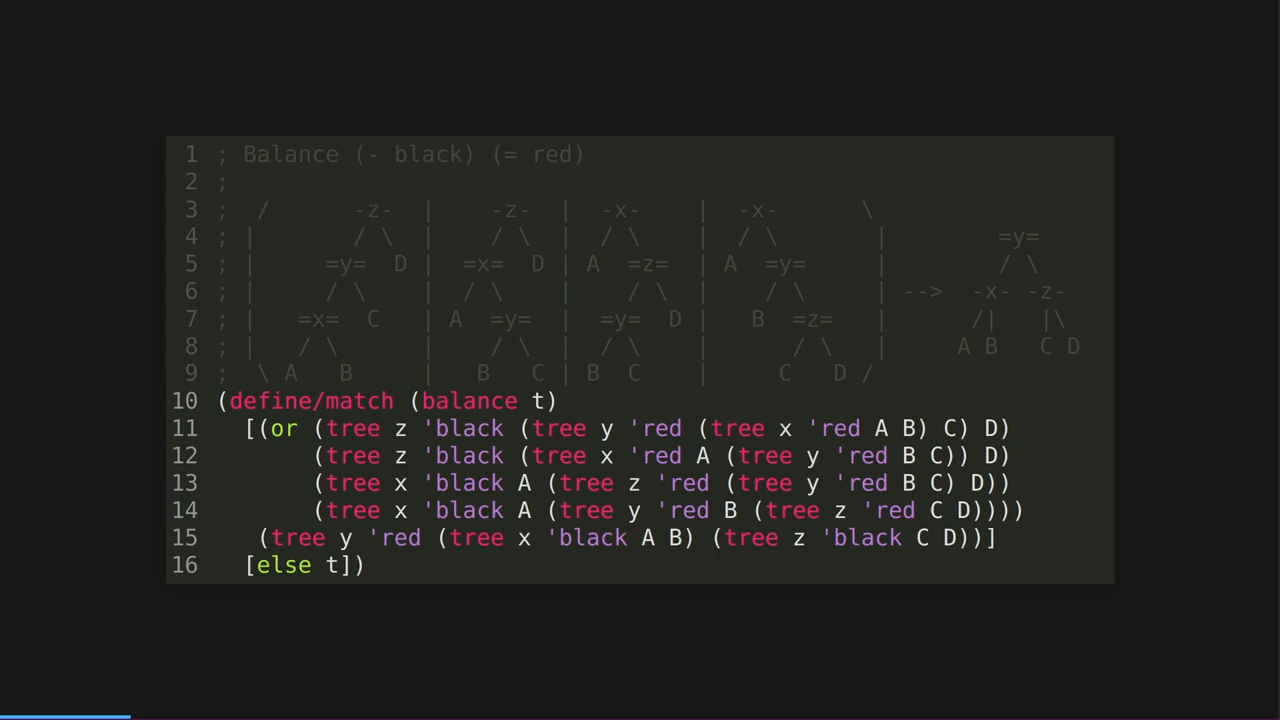 1 ; Balance (- black) (= red)
2 ;
3 ;  /       -z-  |    -z-  |  -x-    |  -x-      \
4 ; |       / \  |    / \  |  / \    |  / \       |        =y=
5 ; |     =y=  D |  =x=  D | A  =z=  | A  =y=     |        / \
6 ; |     / \    |  / \    |    / \  |    / \     | -->  -x- -z-
7 ; |   =x=  C   | A  =y=  |  =y=  D |   B  =z=   |      /|   |\
8 ; |   / \      |    / \  |  / \    |      / \   |     A B   C D
9 ;  \ A   B     |   B   C | B  C    |     C   D /
10 (define/match (balance t)
11   [(or (tree z 'black (tree y 'red (tree x 'red A B) C) D)
12        (tree z 'black (tree x 'red A (tree y 'red B C)) D)
13        (tree x 'black A (tree z 'red (tree y 'red B C) D))
14        (tree x 'black A (tree y 'red B (tree z 'red C D))))
15    (tree y 'red (tree x 'black A B) (tree z 'black C D))]
16   [else t])